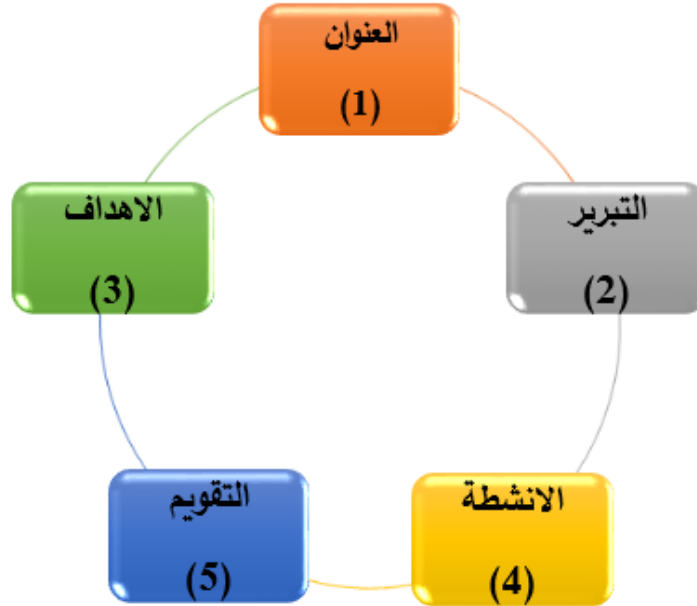 العنوان
(1)
التبرير
(2)
الاهداف
(3)
الانشطة
(4)
التقويم
(5)